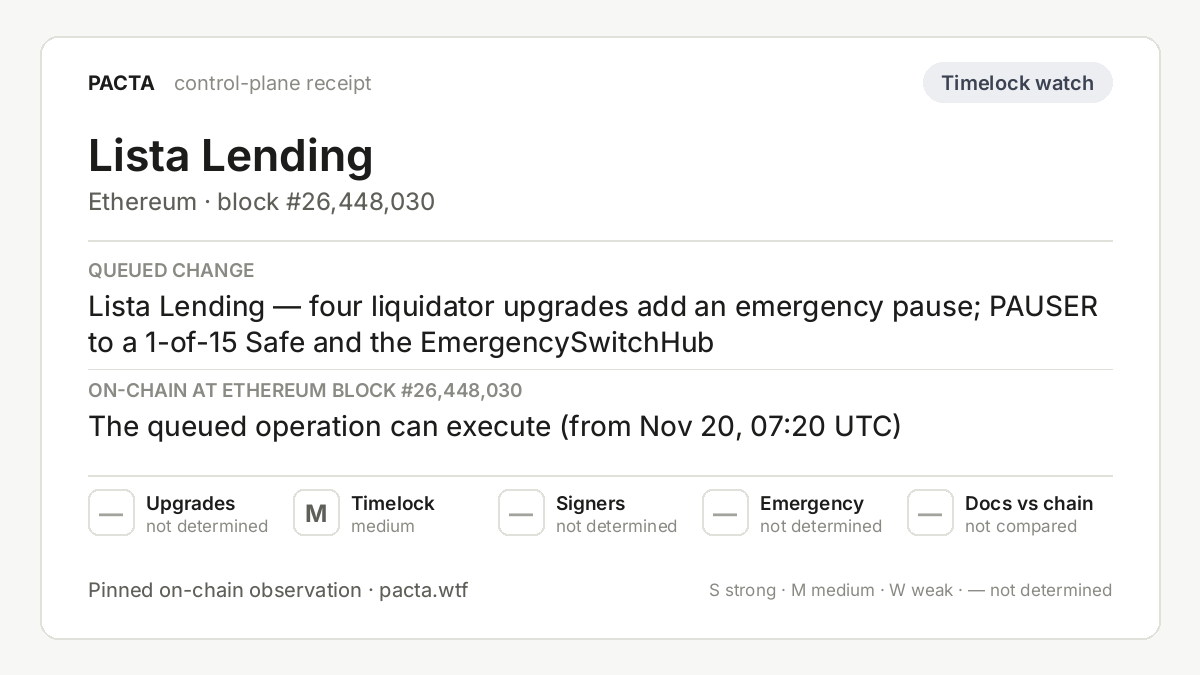 PACTA control-plane receipt
Timelock watch
Lista Lending
Ethereum · block #26,448,030
QUEUED CHANGE
Lista Lending — four liquidator upgrades add an emergency pause; PAUSER
to a 1-of-15 Safe and the EmergencySwitchHub
ON-CHAIN AT ETHEREUM BLOCK #26,448,030
The queued operation can execute (from Nov 20, 07:20 UTC)
— Upgrades
not determined
M Timelock
medium
— Signers
not determined
— Emergency
not determined
— Docs vs chain
not compared
Pinned on-chain observation · pacta.wtf
S strong · M medium · W weak · — not determined